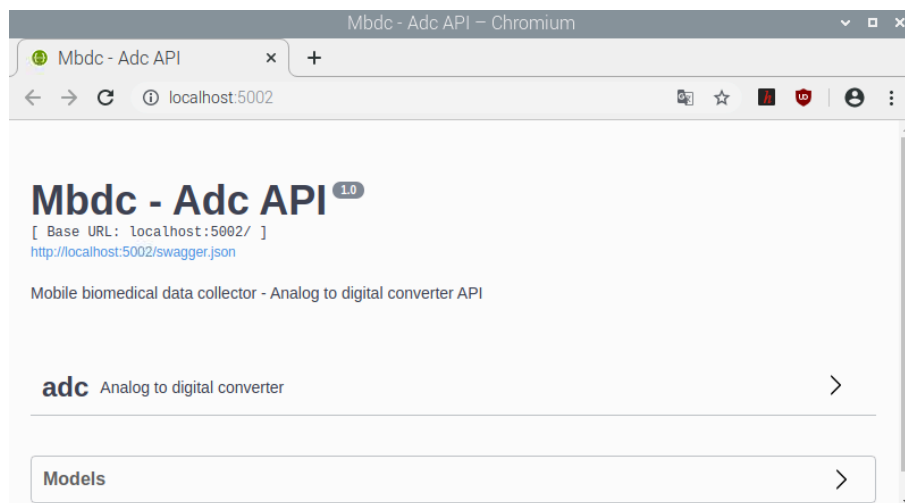 Mbdc - Adc API – Chromium
Mbdc - Adc API
localhost:5002
Mbdc - Adc API 1.0
[ Base URL: localhost:5002/ ]
http://localhost:5002/swagger.json
Mobile biomedical data collector - Analog to digital converter API
adc Analog to digital converter
Models